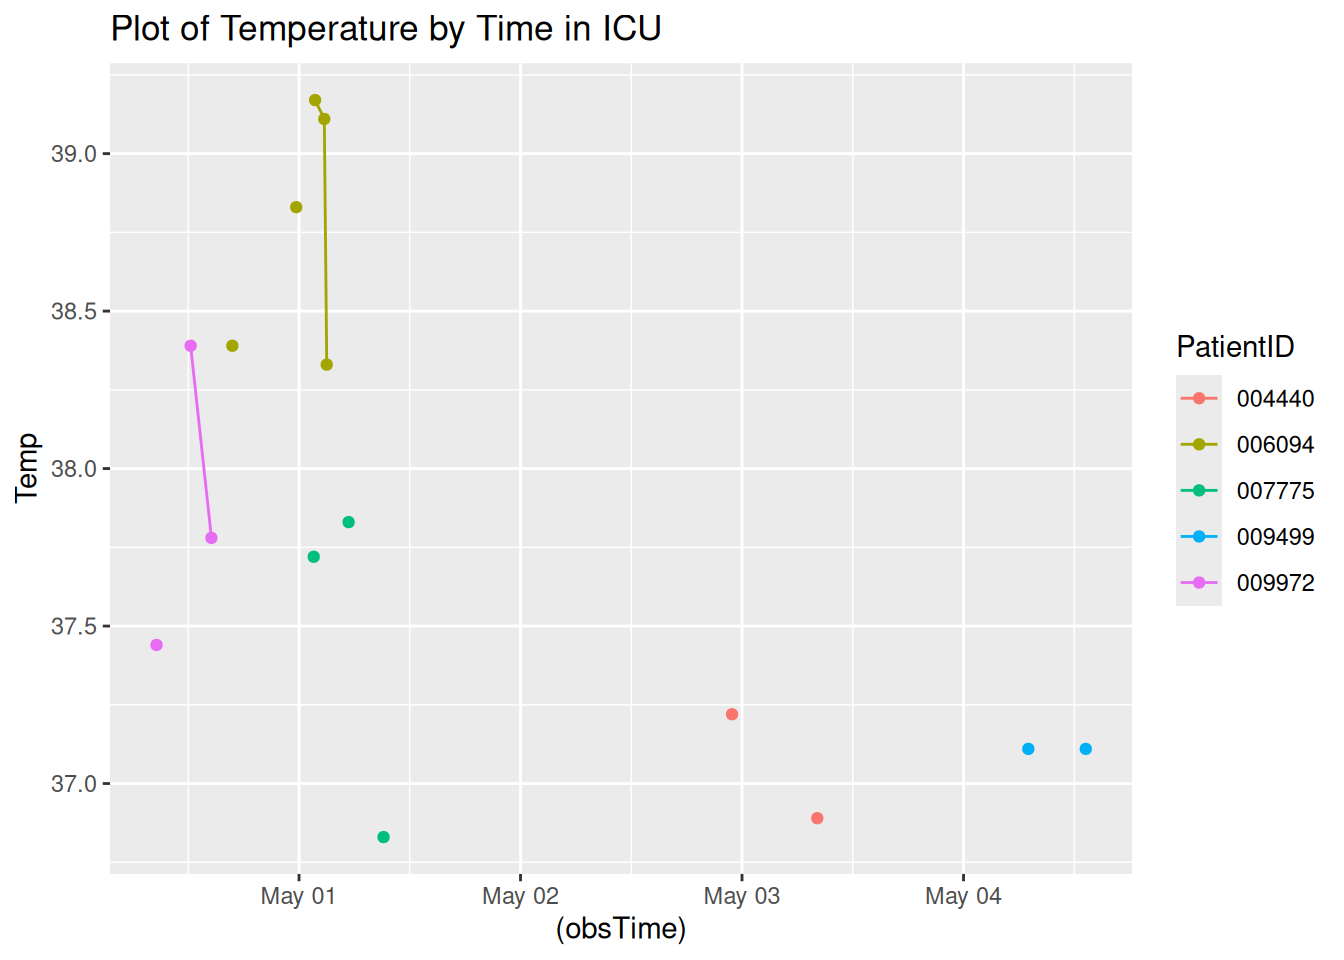 Plot of Temperature by Time in ICU
39.0
38.5
38.0
37.5
37.0
Temp
May 01
May 02
May 03
May 04
(obsTime)
PatientID
004440
006094
007775
009499
009972